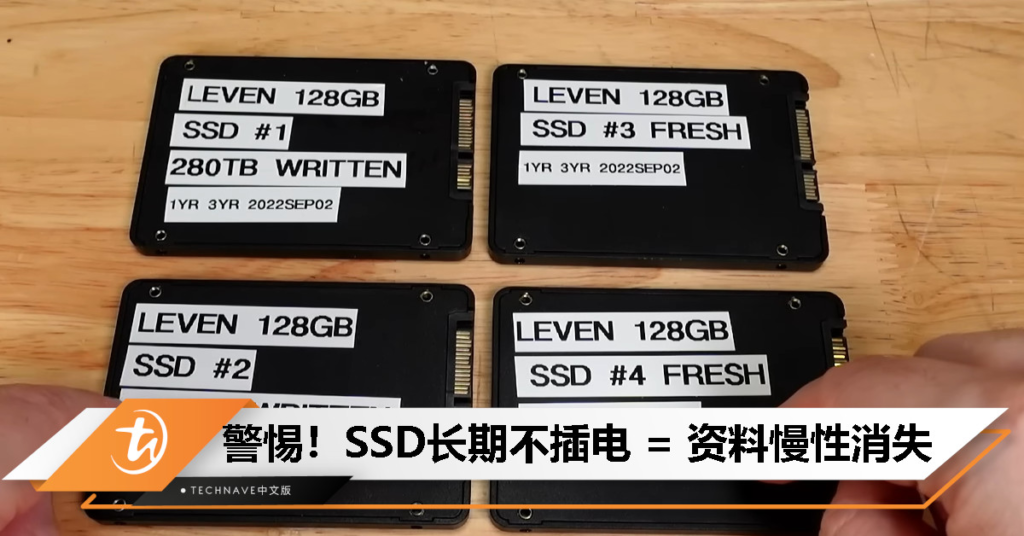 LEVEN 128GB
SSD #1
280TB WRITTEN
1YR 3YR 2022SEP02
LEVEN 128GB
SSD #3 FRESH
1YR 3YR 2022SEP02
LEVEN 128GB
SSD #2
WRITTEN
LEVEN 128GB
SSD #4 FRESH
警惕！SSD长期不插电 = 资料慢性消失
TECHNAVE中文版